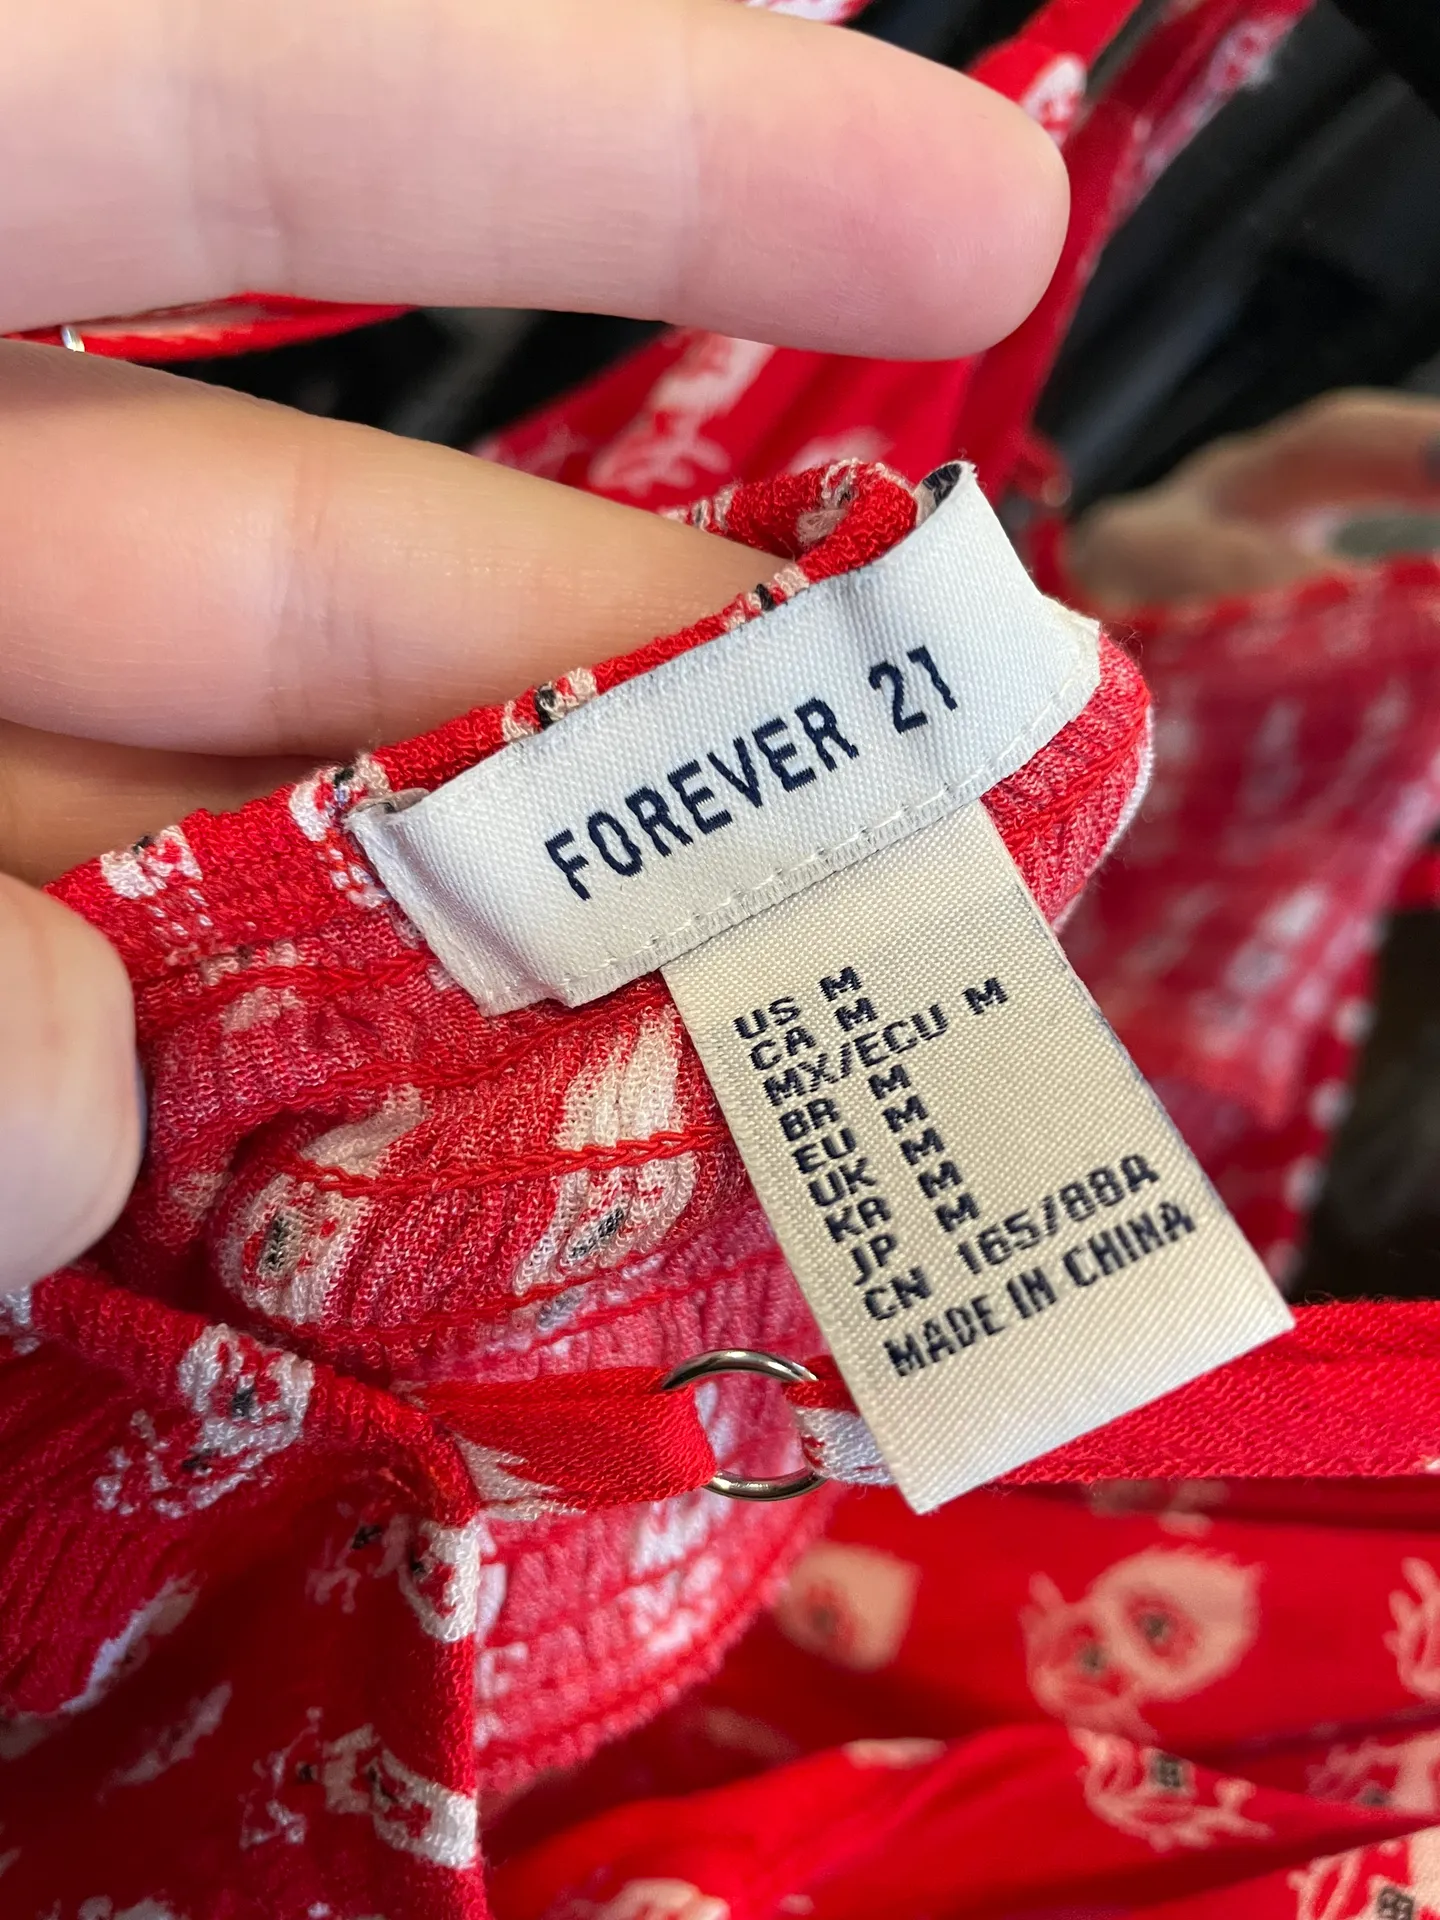 FOREVER 21
US M
CA M
MX/ECU M
BR M
EU M
UK M
KR M
JP M
CN 165/88A
MADE IN CHINA